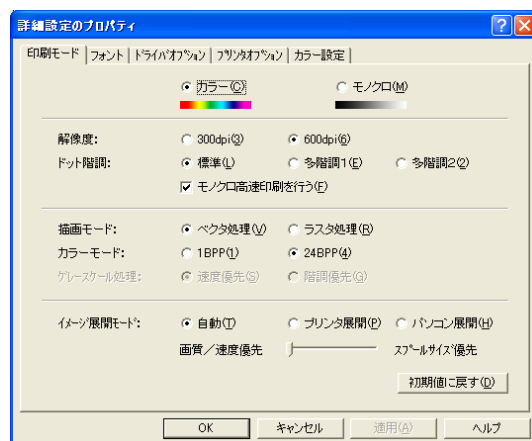 詳細設定のプロパティ
印刷モード フォント ドライバオプション プリンタオプション カラー設定
カラー(C) モノクロ(M)
解像度: 300dpi(3) 600dpi(6)
ドット階調: 標準(L) 多階調1(E) 多階調2(2)
モノクロ高速印刷を行う(F)
描画モード: ベクタ処理(V) ラスタ処理(R)
カラーモード: 1BPP(1) 24BPP(4)
グレースケール処理: 速度優先(S) 階調優先(G)
イメージ展開モード: 自動(T) プリンタ展開(P) パソコン展開(H)
画質/速度優先 スプールサイズ優先
初期値に戻す(D)
OK キャンセル 適用(A) ヘルプ